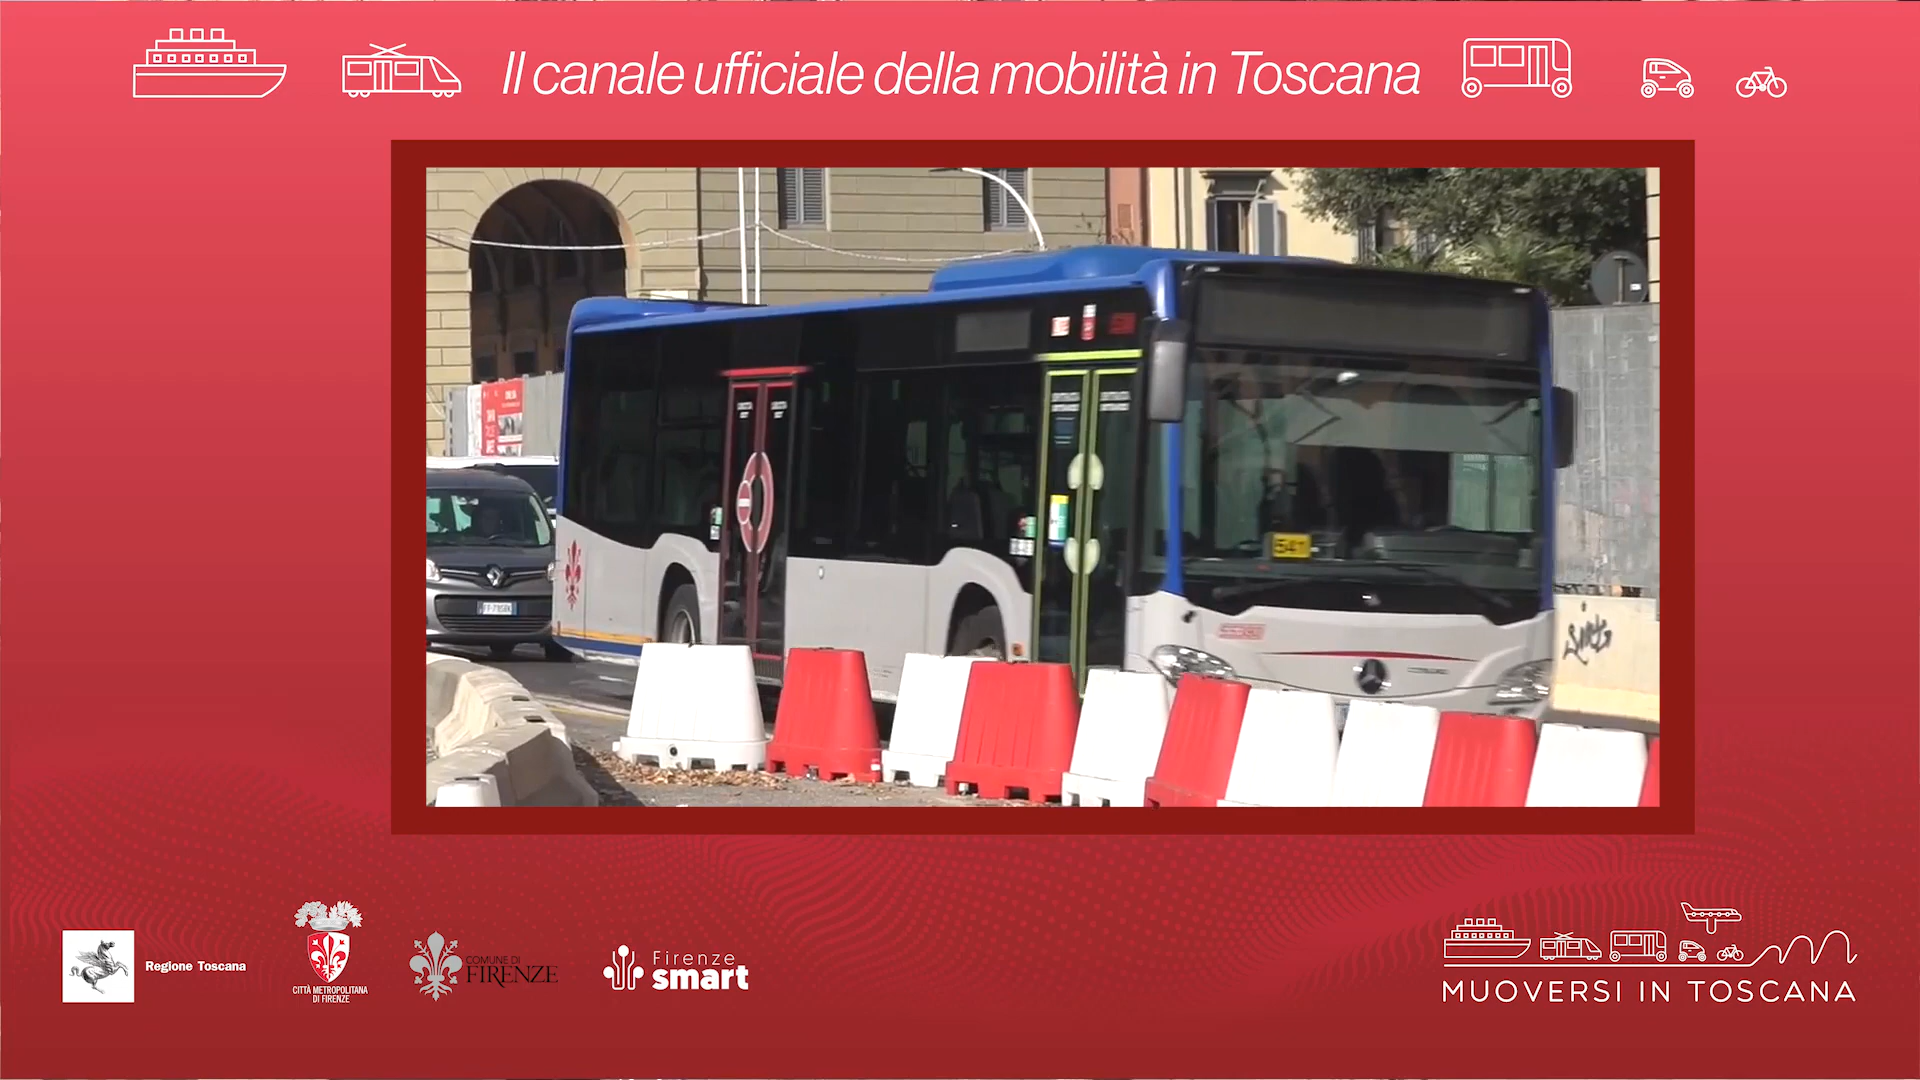 Il canale ufficiale della mobilità in Toscana
541
Regione Toscana
CITTÀ METROPOLITANA
DI FIRENZE
COMUNE DI
FIRENZE
Firenze
smart
MUOVERSI IN TOSCANA